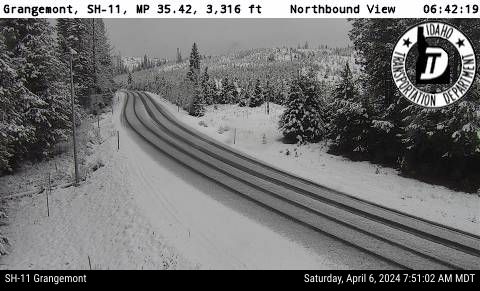 Grangemont, SH-11, MP 35.42, 3,316 ft Northbound View 06:42:19
IDAHO
TRANSPORTATION DEPARTMENT
SH-11 Grangemont Saturday, April 6, 2024 7:51:02 AM MDT